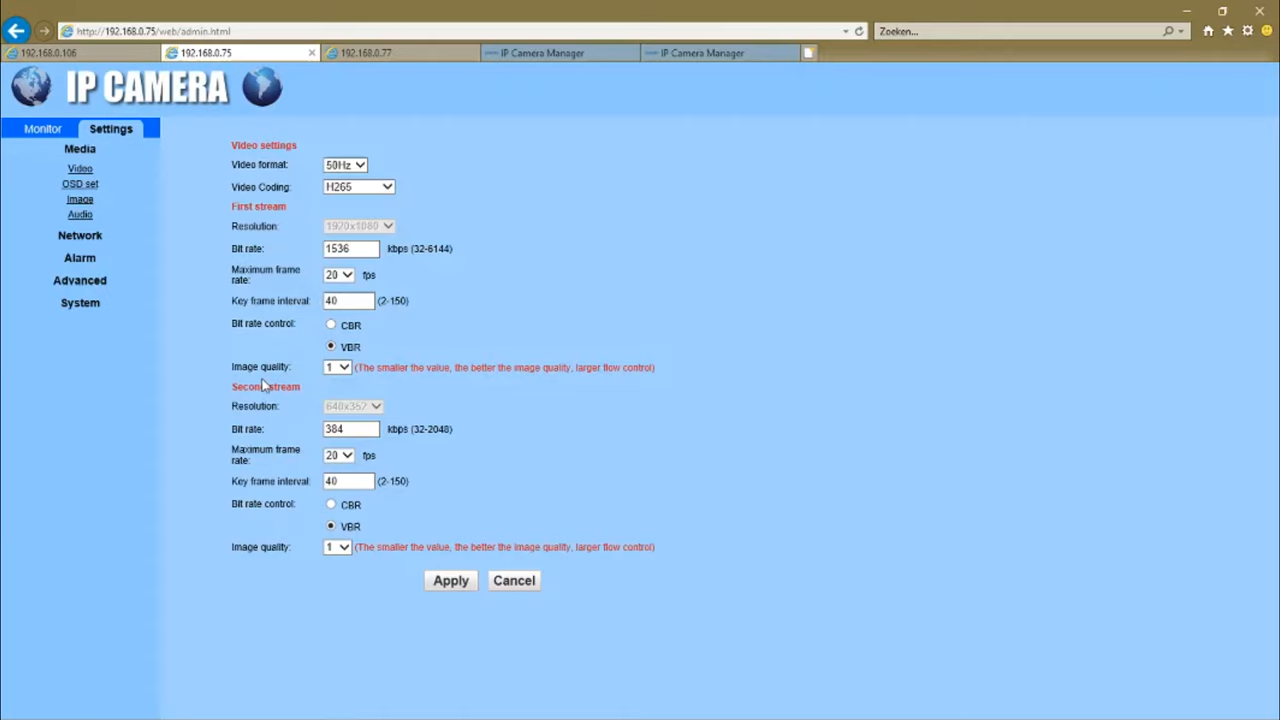 http://192.168.0.75/web/admin.html
Zoeken...
192.168.0.106
192.168.0.75
192.168.0.77
IP Camera Manager
IP Camera Manager
IP CAMERA
Monitor
Settings
Media
Video
OSD set
Image
Audio
Network
Alarm
Advanced
System
Video settings
Video format: 50Hz
Video Coding: H265
First stream
Resolution: 1920x1080
Bit rate: 1536 kbps (32-6144)
Maximum frame
rate: 20 fps
Key frame interval: 40 (2-150)
Bit rate control: CBR
VBR
Image quality: 1 (The smaller the value, the better the image quality, larger flow control)
Second stream
Resolution: 640x352
Bit rate: 384 kbps (32-2048)
Maximum frame
rate: 20 fps
Key frame interval: 40 (2-150)
Bit rate control: CBR
VBR
Image quality: 1 (The smaller the value, the better the image quality, larger flow control)
Apply Cancel